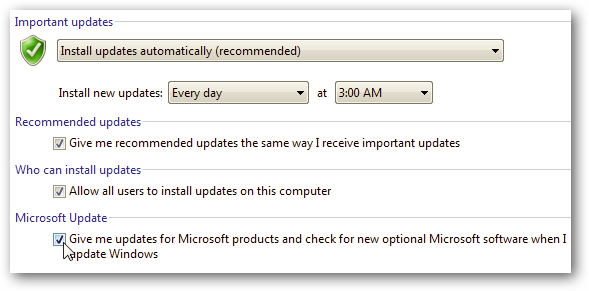 Important updates
Install updates automatically (recommended)
Install new updates: Every day at 3:00 AM
Recommended updates
Give me recommended updates the same way I receive important updates
Who can install updates
Allow all users to install updates on this computer
Microsoft Update
Give me updates for Microsoft products and check for new optional Microsoft software when I
update Windows